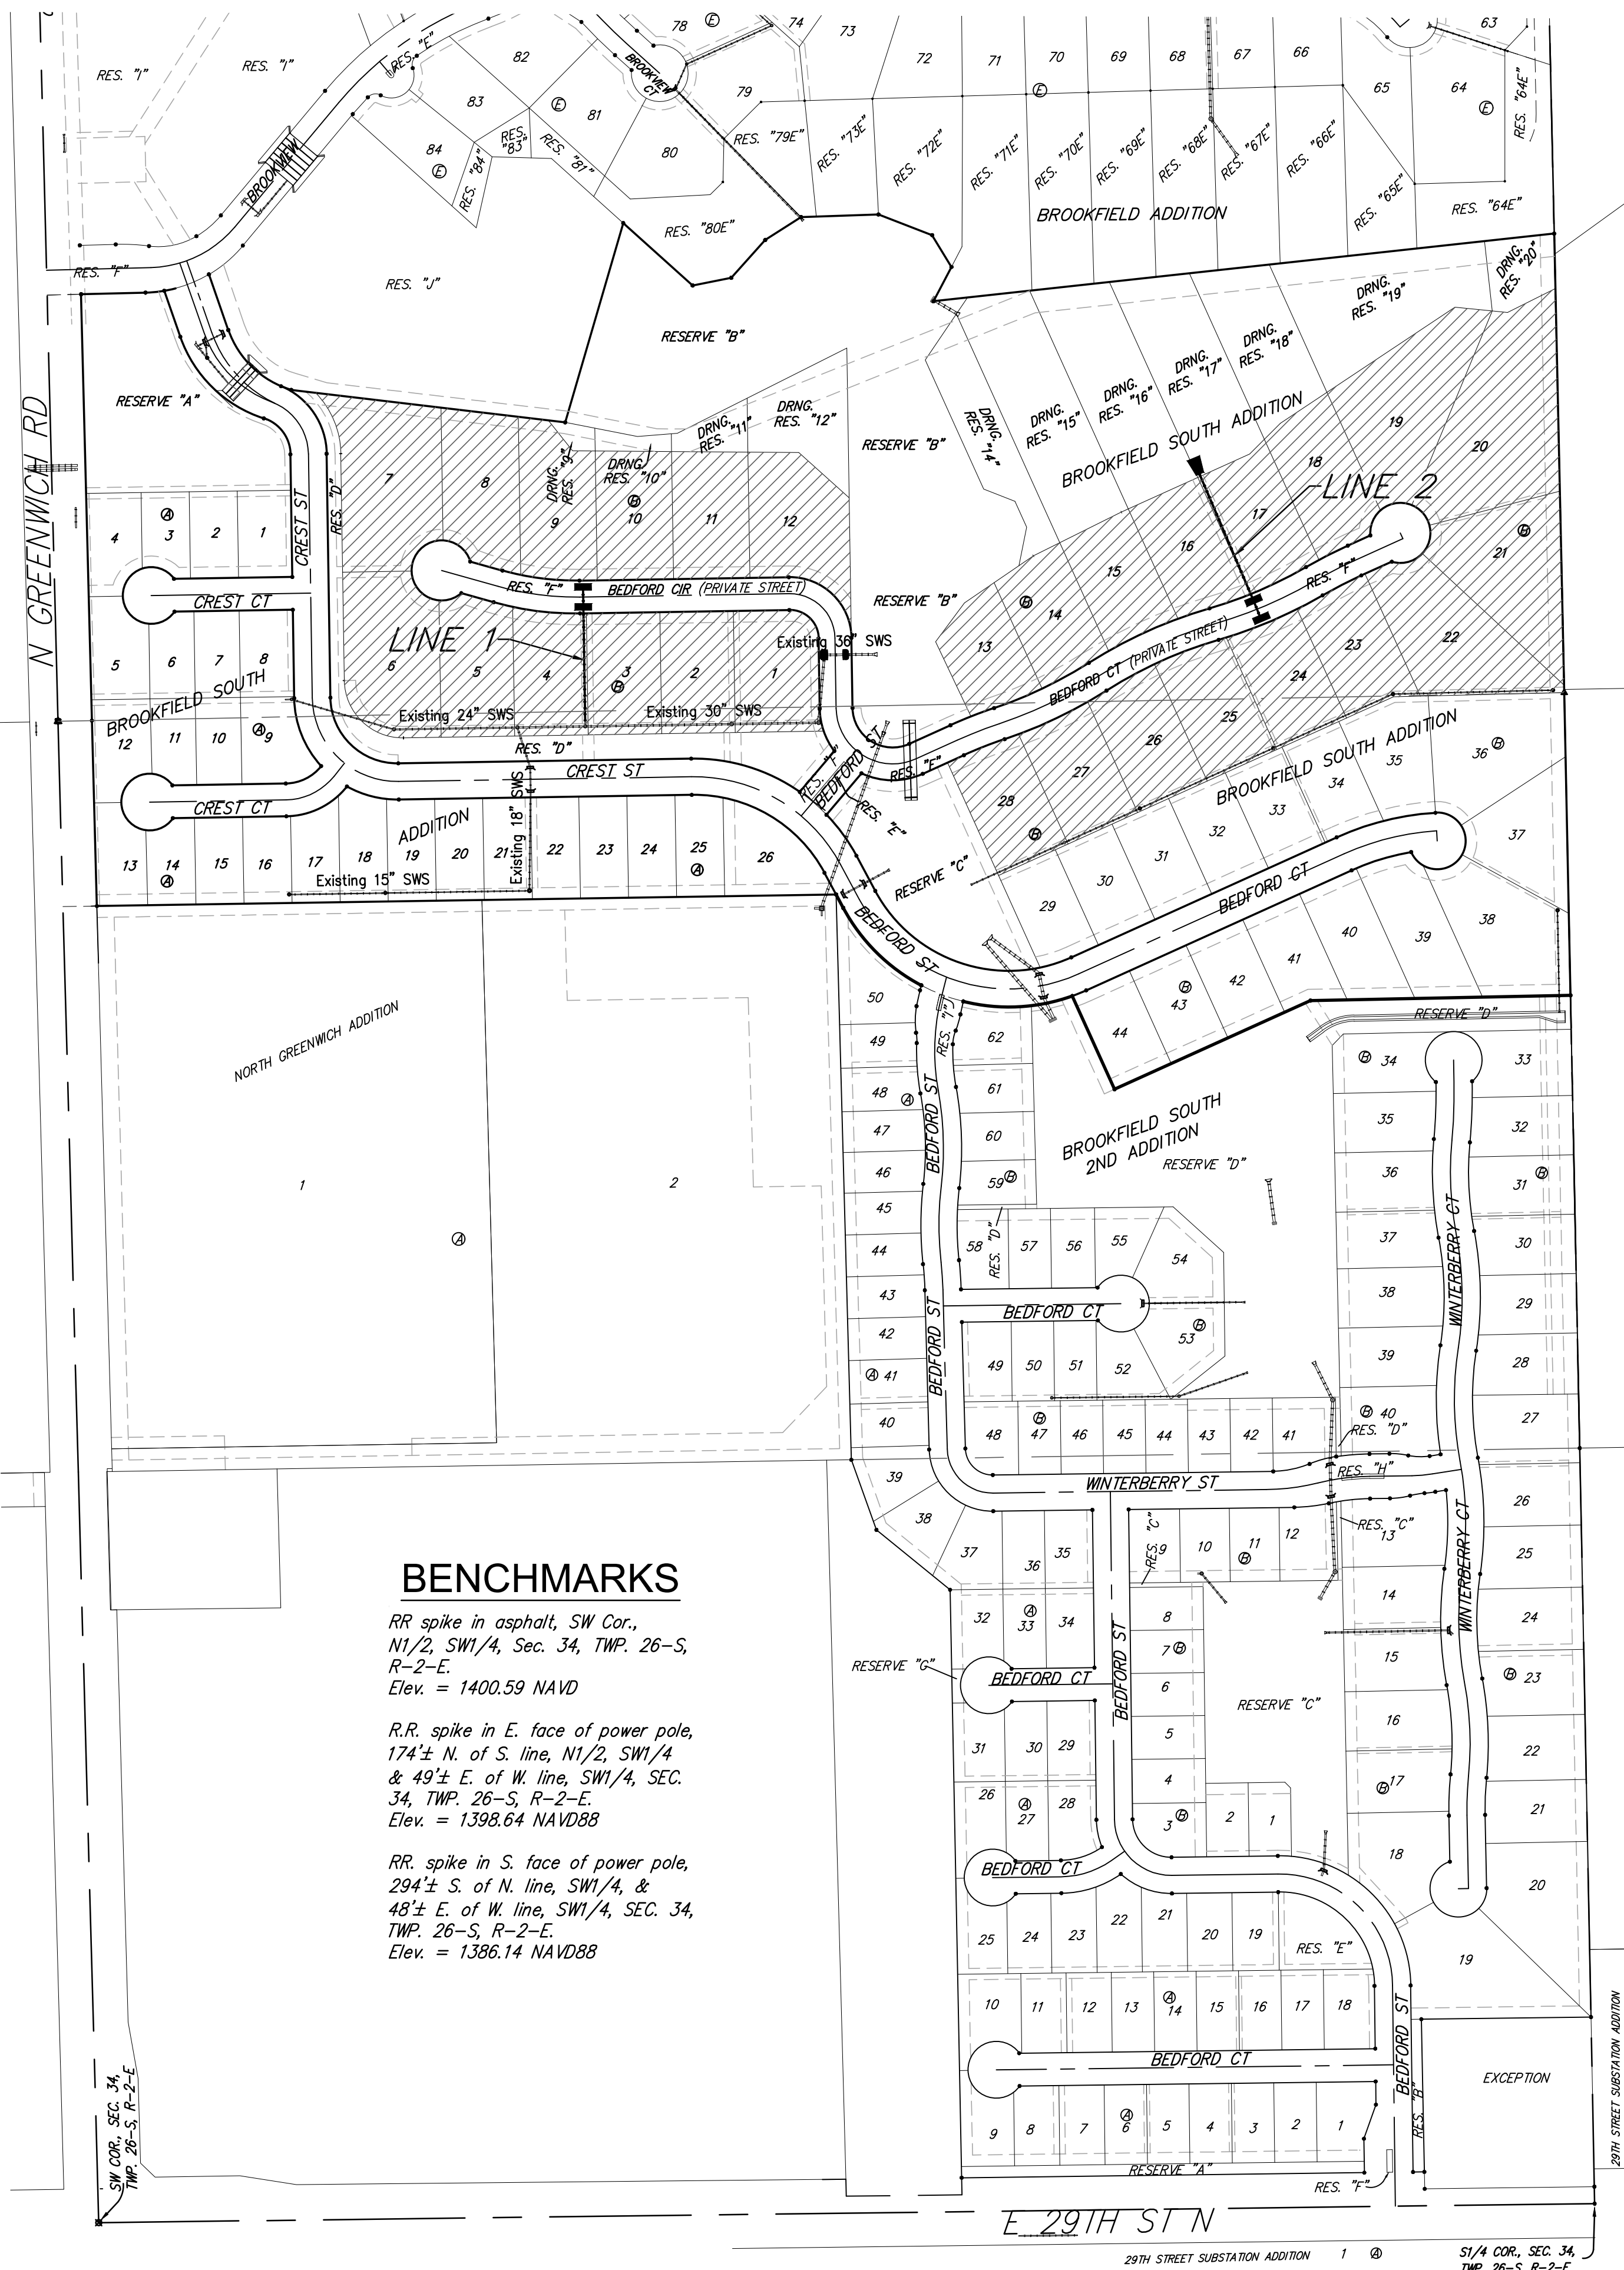 78
E
74
73
72
71
70
69
68
67
66
63
RES. "I"
RES. "I"
RES. "E"
82
83
E
81
BROOKVIEW
CT
79
E
65
64
E
RES. "64E"
84
E
RES. "84"
RES.
"83"
RES. "81"
80
RES. "79E"
RES. "73E"
RES. "72E"
RES. "71E"
RES. "70E"
RES. "69E"
RES. "68E"
RES. "67E"
RES. "66E"
RES. "65E"
RES. "64E"
BROOKVIEW
BROOKFIELD ADDITION
RES. "80E"
RES. "F"
RES. "J"
RESERVE "B"
DRNG.
RES. "20"
DRNG.
RES. "19"
DRNG.
RES. "18"
DRNG.
RES. "17"
DRNG.
RES. "16"
DRNG.
RES. "15"
DRNG.
RES. "14"
N GREENWICH RD
RESERVE "A"
DRNG.
RES. "12"
DRNG.
RES. "11"
DRNG.
RES. "10"
DRNG.
RES. "9"
RESERVE "B"
BROOKFIELD SOUTH ADDITION
7
8
9
B
10
11
12
RES. "D"
CREST ST
4
A
3
2
1
19
20
18
17
LINE 2
16
15
B
14
13
B
21
22
23
24
25
26
27
28
B
RES. "F"
BEDFORD CIR (PRIVATE STREET)
RESERVE "B"
RES. "F"
BEDFORD CT (PRIVATE STREET)
CREST CT
LINE 1
Existing 36" SWS
5
6
7
8
6
5
4
3
B
2
1
BROOKFIELD SOUTH
Existing 24" SWS
Existing 30" SWS
12
11
10
A
9
RES. "D"
CREST ST
RES. "F"
BEDFORD ST
RES. "F"
RES. "E"
BROOKFIELD SOUTH ADDITION
36 B
35
34
33
32
31
30
29
37
CREST CT
ADDITION
Existing 18" SWS
13
14
A
15
16
17
18
19
20
21
22
23
24
25
A
26
Existing 15" SWS
RESERVE "C"
BEDFORD ST
BEDFORD CT
38
39
40
41
42
B
43
44
NORTH GREENWICH ADDITION
1
A
2
50
49
48
A
47
46
45
44
43
42
A 41
40
39
38
RES. "I"
BEDFORD ST
62
61
60
59 B
RESERVE "D"
B 34
33
35
32
BROOKFIELD SOUTH
2ND ADDITION
RESERVE "D"
36
31
B
37
30
38
29
39
28
B 40
27
WINTERBERRY CT
58
RES. "D"
57
56
55
54
BEDFORD CT
53
B
BEDFORD ST
49
50
51
52
48
B
47
46
45
44
43
42
41
RES. "D"
RES. "H"
WINTERBERRY ST
37
36
35
RES. "C"
9
10
11
B
12
RES. "C"
13
26
25
WINTERBERRY CT
14
24
15
B 23
16
22
B 17
21
18
20
19
BENCHMARKS
RR spike in asphalt, SW Cor.,
N1/2, SW1/4, Sec. 34, TWP. 26-S,
R-2-E.
Elev. = 1400.59 NAVD
R.R. spike in E. face of power pole,
174'± N. of S. line, N1/2, SW1/4
& 49'± E. of W. line, SW1/4, SEC.
34, TWP. 26-S, R-2-E.
Elev. = 1398.64 NAVD88
RR. spike in S. face of power pole,
294'± S. of N. line, SW1/4, &
48'± E. of W. line, SW1/4, SEC. 34,
TWP. 26-S, R-2-E.
Elev. = 1386.14 NAVD88
32
A
33
34
8
7 B
6
5
4
3 B
2
1
RESERVE "G"
BEDFORD CT
BEDFORD ST
RESERVE "C"
31
30
29
26
A
27
28
BEDFORD CT
25
24
23
22
21
20
19
RES. "E"
10
11
12
13
A
14
15
16
17
18
BEDFORD CT
BEDFORD ST
EXCEPTION
9
8
7
A
6
5
4
3
2
1
RES. "B"
RESERVE "A"
RES. "F"
SW COR., SEC. 34,
TWP. 26-S, R-2-E
29TH STREET SUBSTATION ADDITION
E 29TH ST N
29TH STREET SUBSTATION ADDITION 1 A
S1/4 COR., SEC. 34,
TWP. 26-S, R-2-E